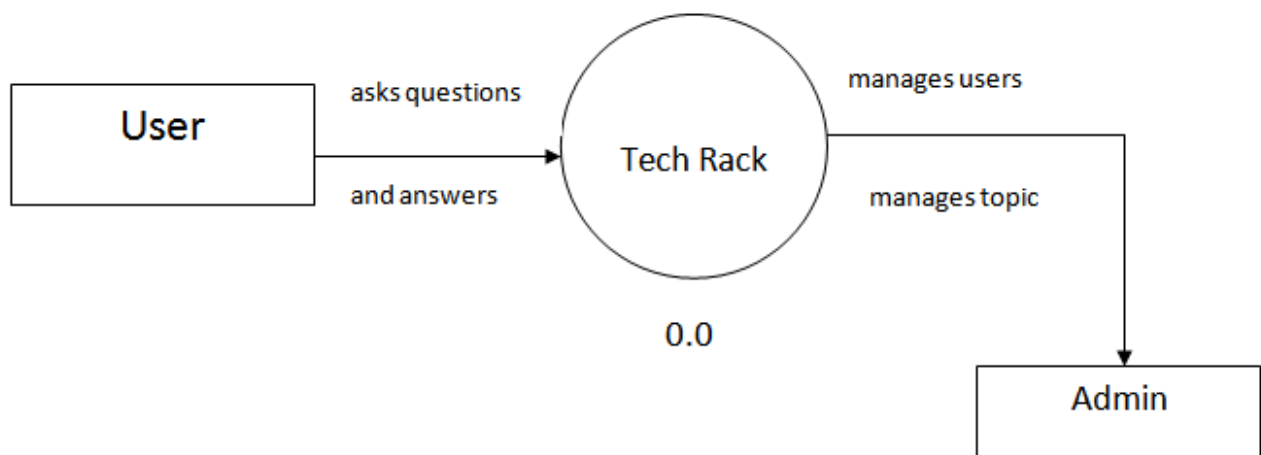 User
asks questions
and answers
Tech Rack
0.0
manages users
manages topic
Admin